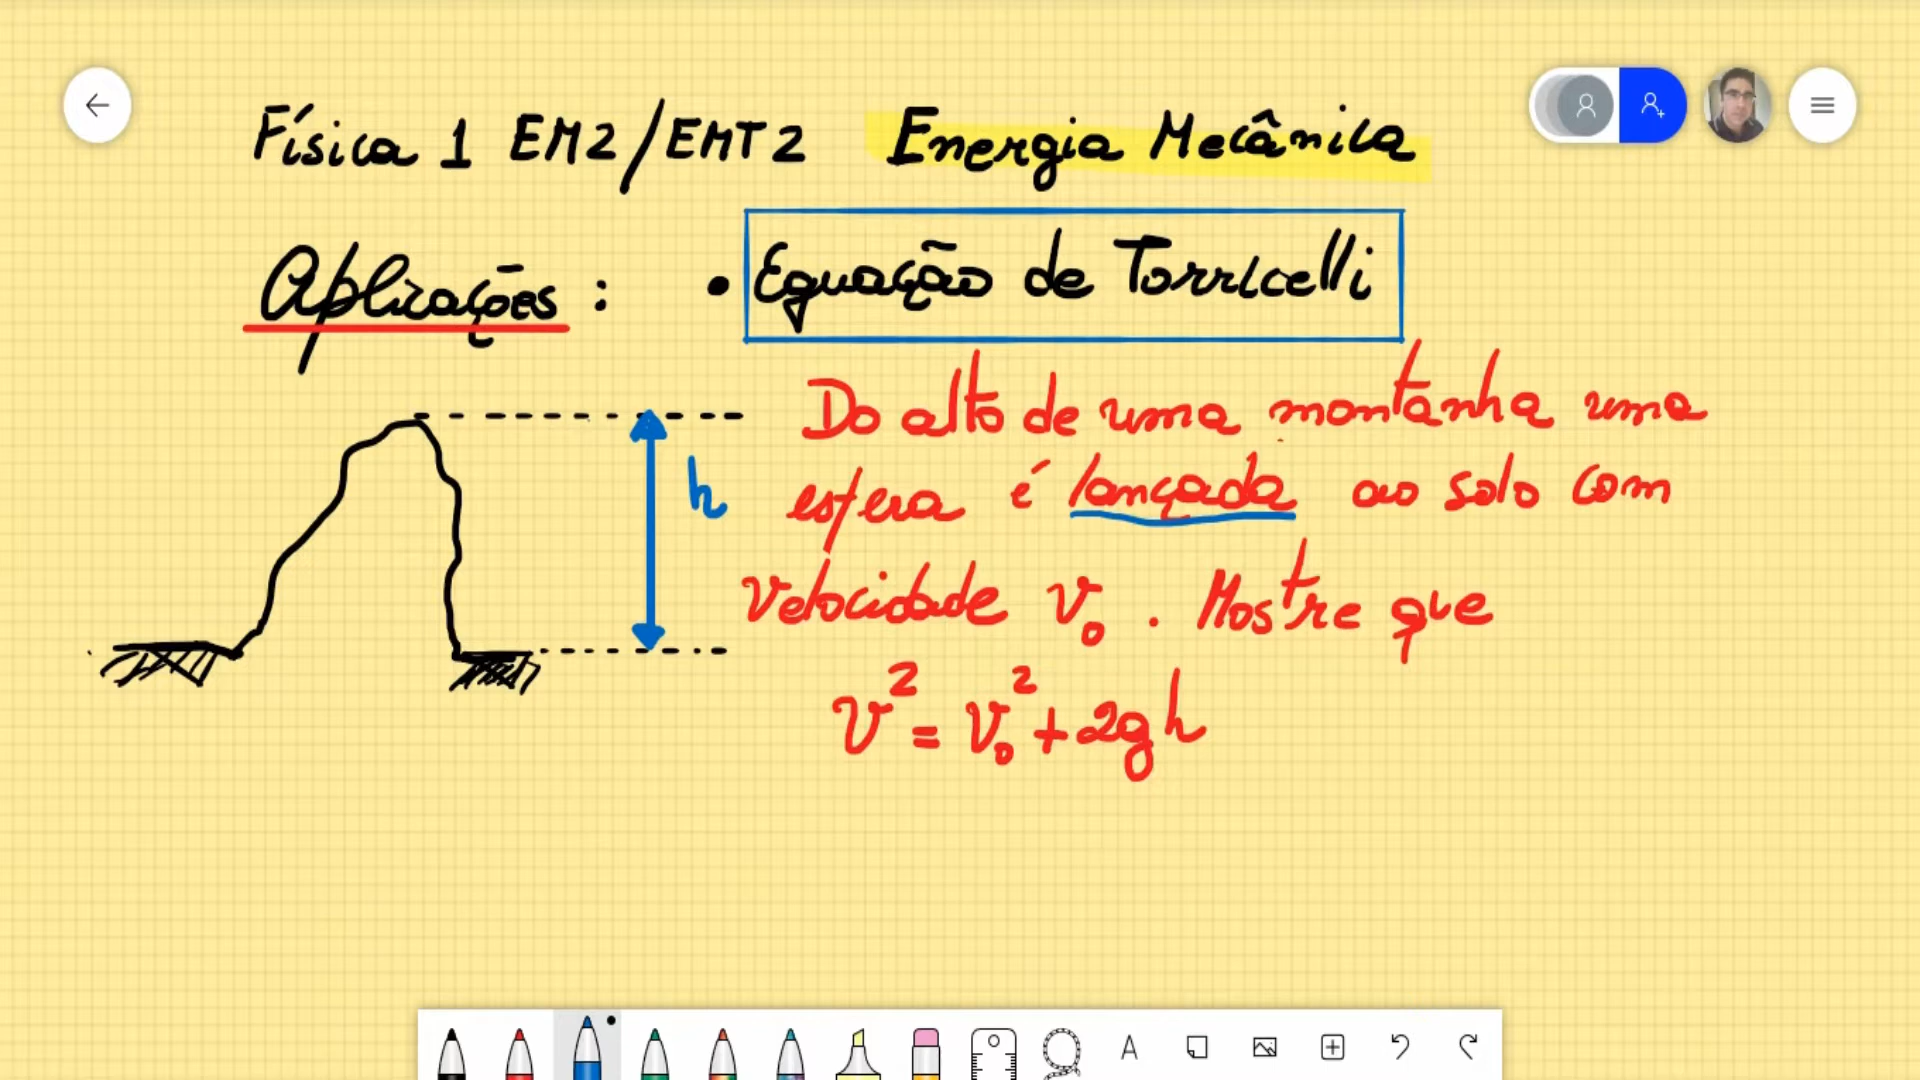 Física 1 EM2/EMT2 Energia Mecânica
Aplicações: • Equação de Torricelli
Do alto de uma montanha uma
esfera é lançada ao solo com
h
velocidade v₀. Mostre que
v² = v₀² + 2gh
A